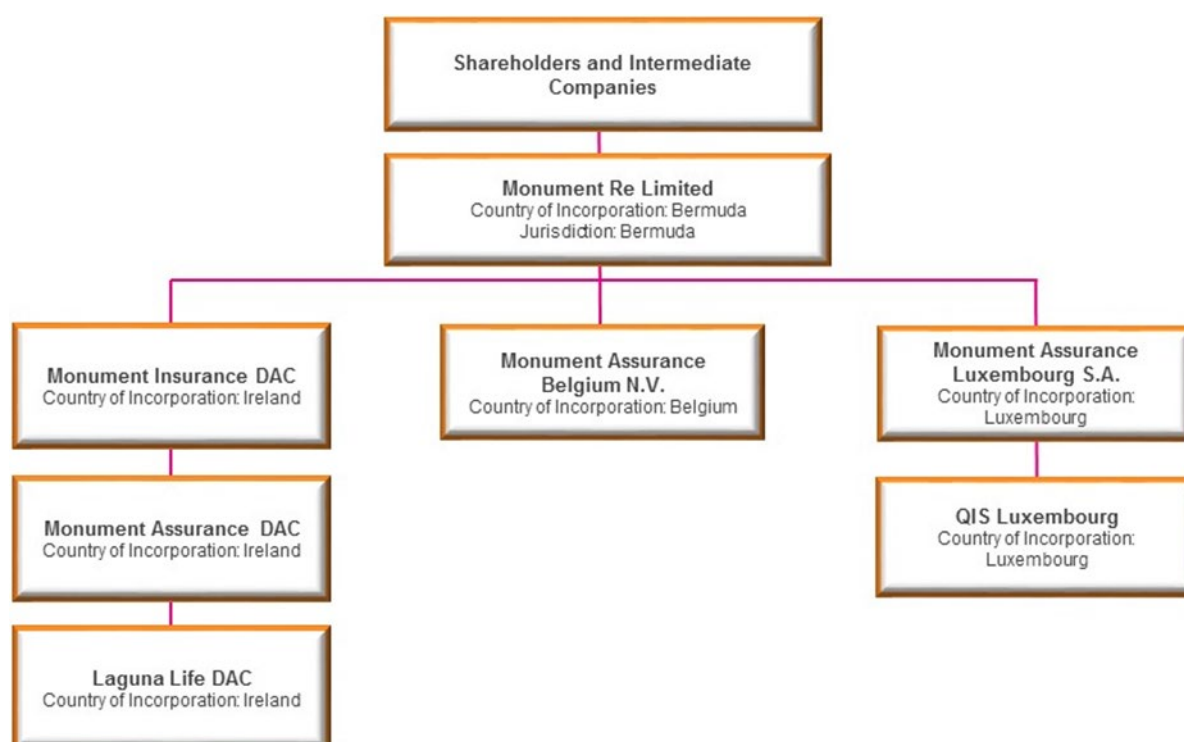 Shareholders and Intermediate
Companies
Monument Re Limited
Country of Incorporation: Bermuda
Jurisdiction: Bermuda
Monument Insurance DAC
Country of Incorporation: Ireland
Monument Assurance
Belgium N.V.
Country of Incorporation: Belgium
Monument Assurance
Luxembourg S.A.
Country of Incorporation:
Luxembourg
Monument Assurance DAC
Country of Incorporation: Ireland
QIS Luxembourg
Country of Incorporation:
Luxembourg
Laguna Life DAC
Country of Incorporation: Ireland